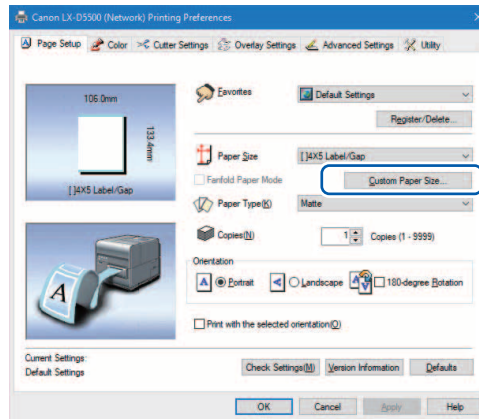 Canon LX-D5500 (Network) Printing Preferences
Page Setup Color Cutter Settings Overlay Settings Advanced Settings Utility
106.0mm
133.4mm
[ ]4X5 Label/Gap
Favorites Default Settings
Register/Delete...
Paper Size [ ]4X5 Label/Gap
Fanfold Paper Mode Custom Paper Size...
Paper Type(K) Matte
Copies(N) 1 Copies (1 - 9999)
Orientation
A Portrait A Landscape A 180-degree Rotation
Print with the selected orientation(O)
A
Current Settings:
Default Settings
Check Settings(M) Version Information Defaults
OK Cancel Apply Help